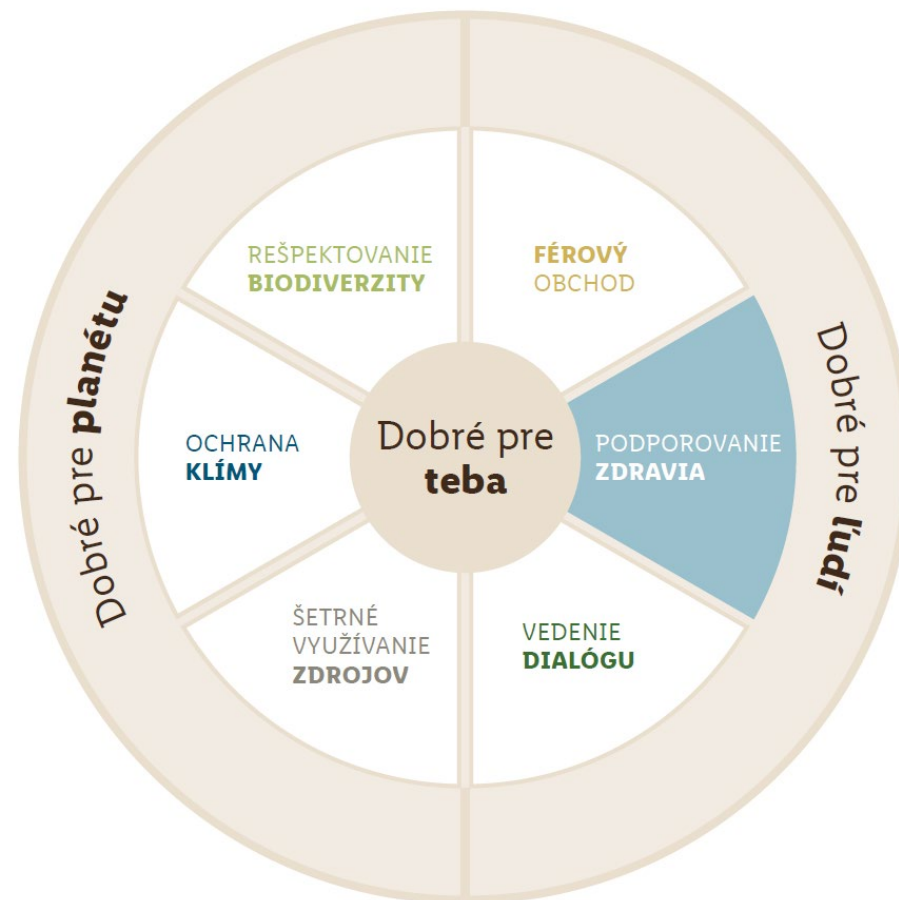 REŠPEKTOVANIE
BIODIVERZITY
FÉROVÝ
OBCHOD
Dobré pre planétu
OCHRANA
KLÍMY
Dobré pre
teba
PODPOROVANIE
ZDRAVIA
Dobré pre ľudí
ŠETRNÉ
VYUŽÍVANIE
ZDROJOV
VEDENIE
DIALÓGU